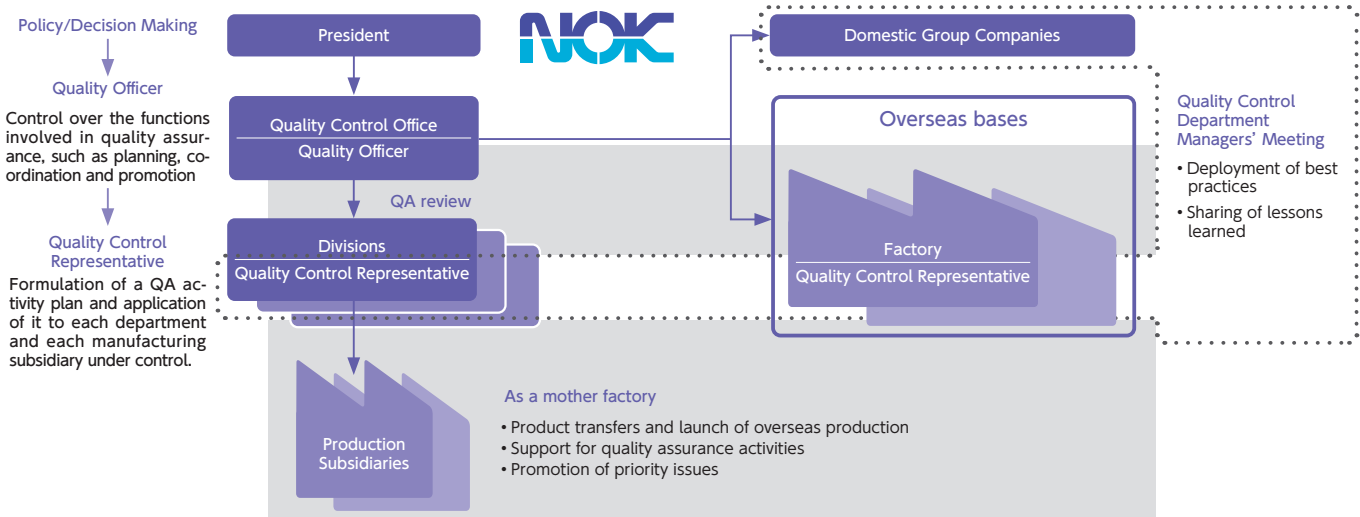 Policy/Decision Making
Quality Officer
Control over the functions
involved in quality assur-
ance, such as planning, co-
ordination and promotion
Quality Control
Representative
Formulation of a QA ac-
tivity plan and application
of it to each department
and each manufacturing
subsidiary under control.
President
NOK
Quality Control Office
Quality Officer
QA review
Divisions
Quality Control Representative
Production
Subsidiaries
As a mother factory
• Product transfers and launch of overseas production
• Support for quality assurance activities
• Promotion of priority issues
Domestic Group Companies
Overseas bases
Factory
Quality Control Representative
Quality Control
Department
Managers’ Meeting
• Deployment of best
practices
• Sharing of lessons
learned